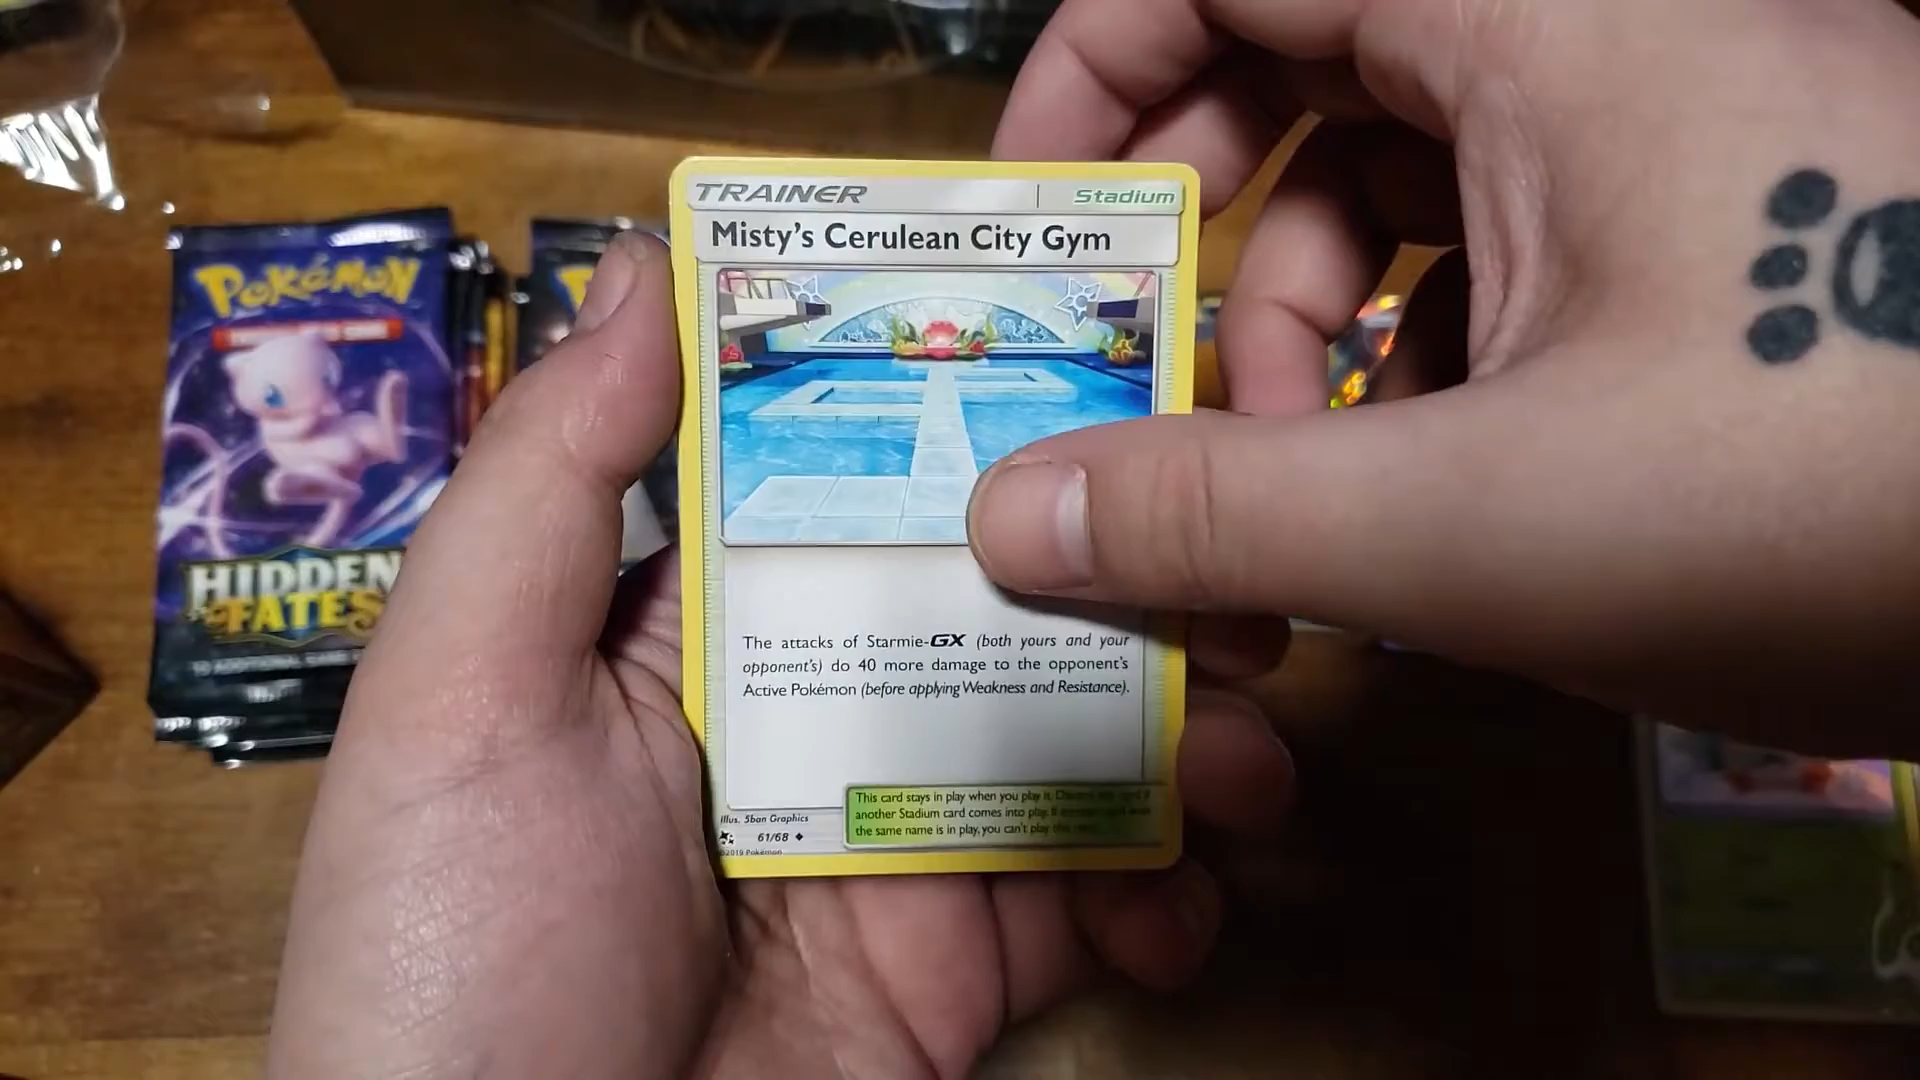 TRAINER Stadium
Misty's Cerulean City Gym
POKéMON
HIDDEN
FATES
The attacks of Starmie-GX (both yours and your
opponent's) do 40 more damage to the opponent's
Active Pokémon (before applying Weakness and Resistance).
This card stays in play when you play it.
another Stadium card comes into play. If
the same name is in play, you can't play
Illus. 5ban Graphics
61/68
©2019 Pokémon